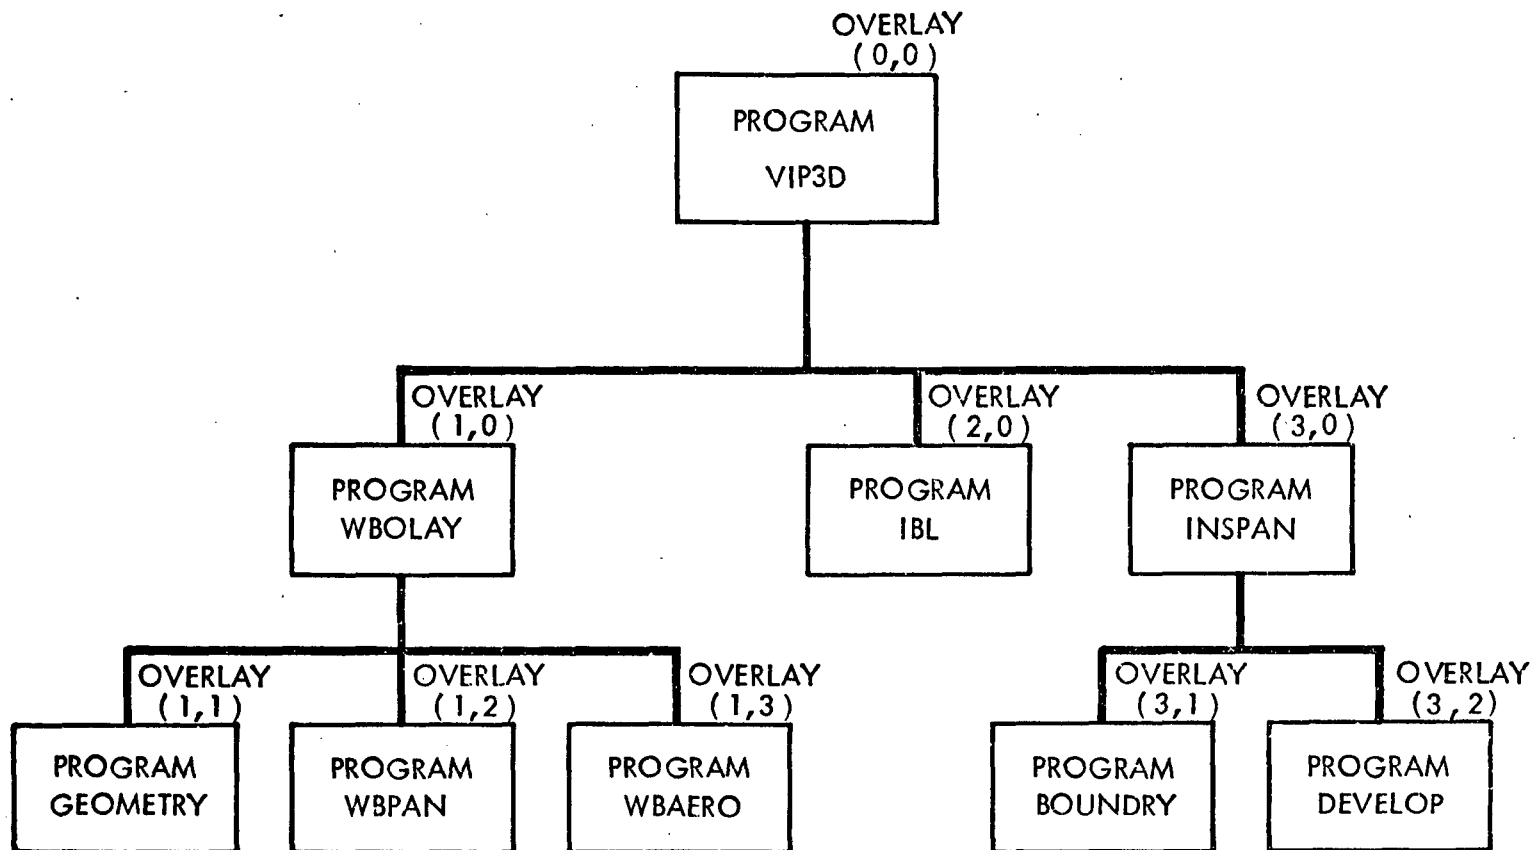 OVERLAY
(0,0)
PROGRAM
VIP3D
OVERLAY
(1,0)
PROGRAM
WBOLAY
OVERLAY
(2,0)
PROGRAM
IBL
OVERLAY
(3,0)
PROGRAM
INSPAN
OVERLAY
(1,1)
PROGRAM
GEOMETRY
OVERLAY
(1,2)
PROGRAM
WBPAN
OVERLAY
(1,3)
PROGRAM
WBAERO
OVERLAY
(3,1)
PROGRAM
BOUNDRY
OVERLAY
(3,2)
PROGRAM
DEVELOP